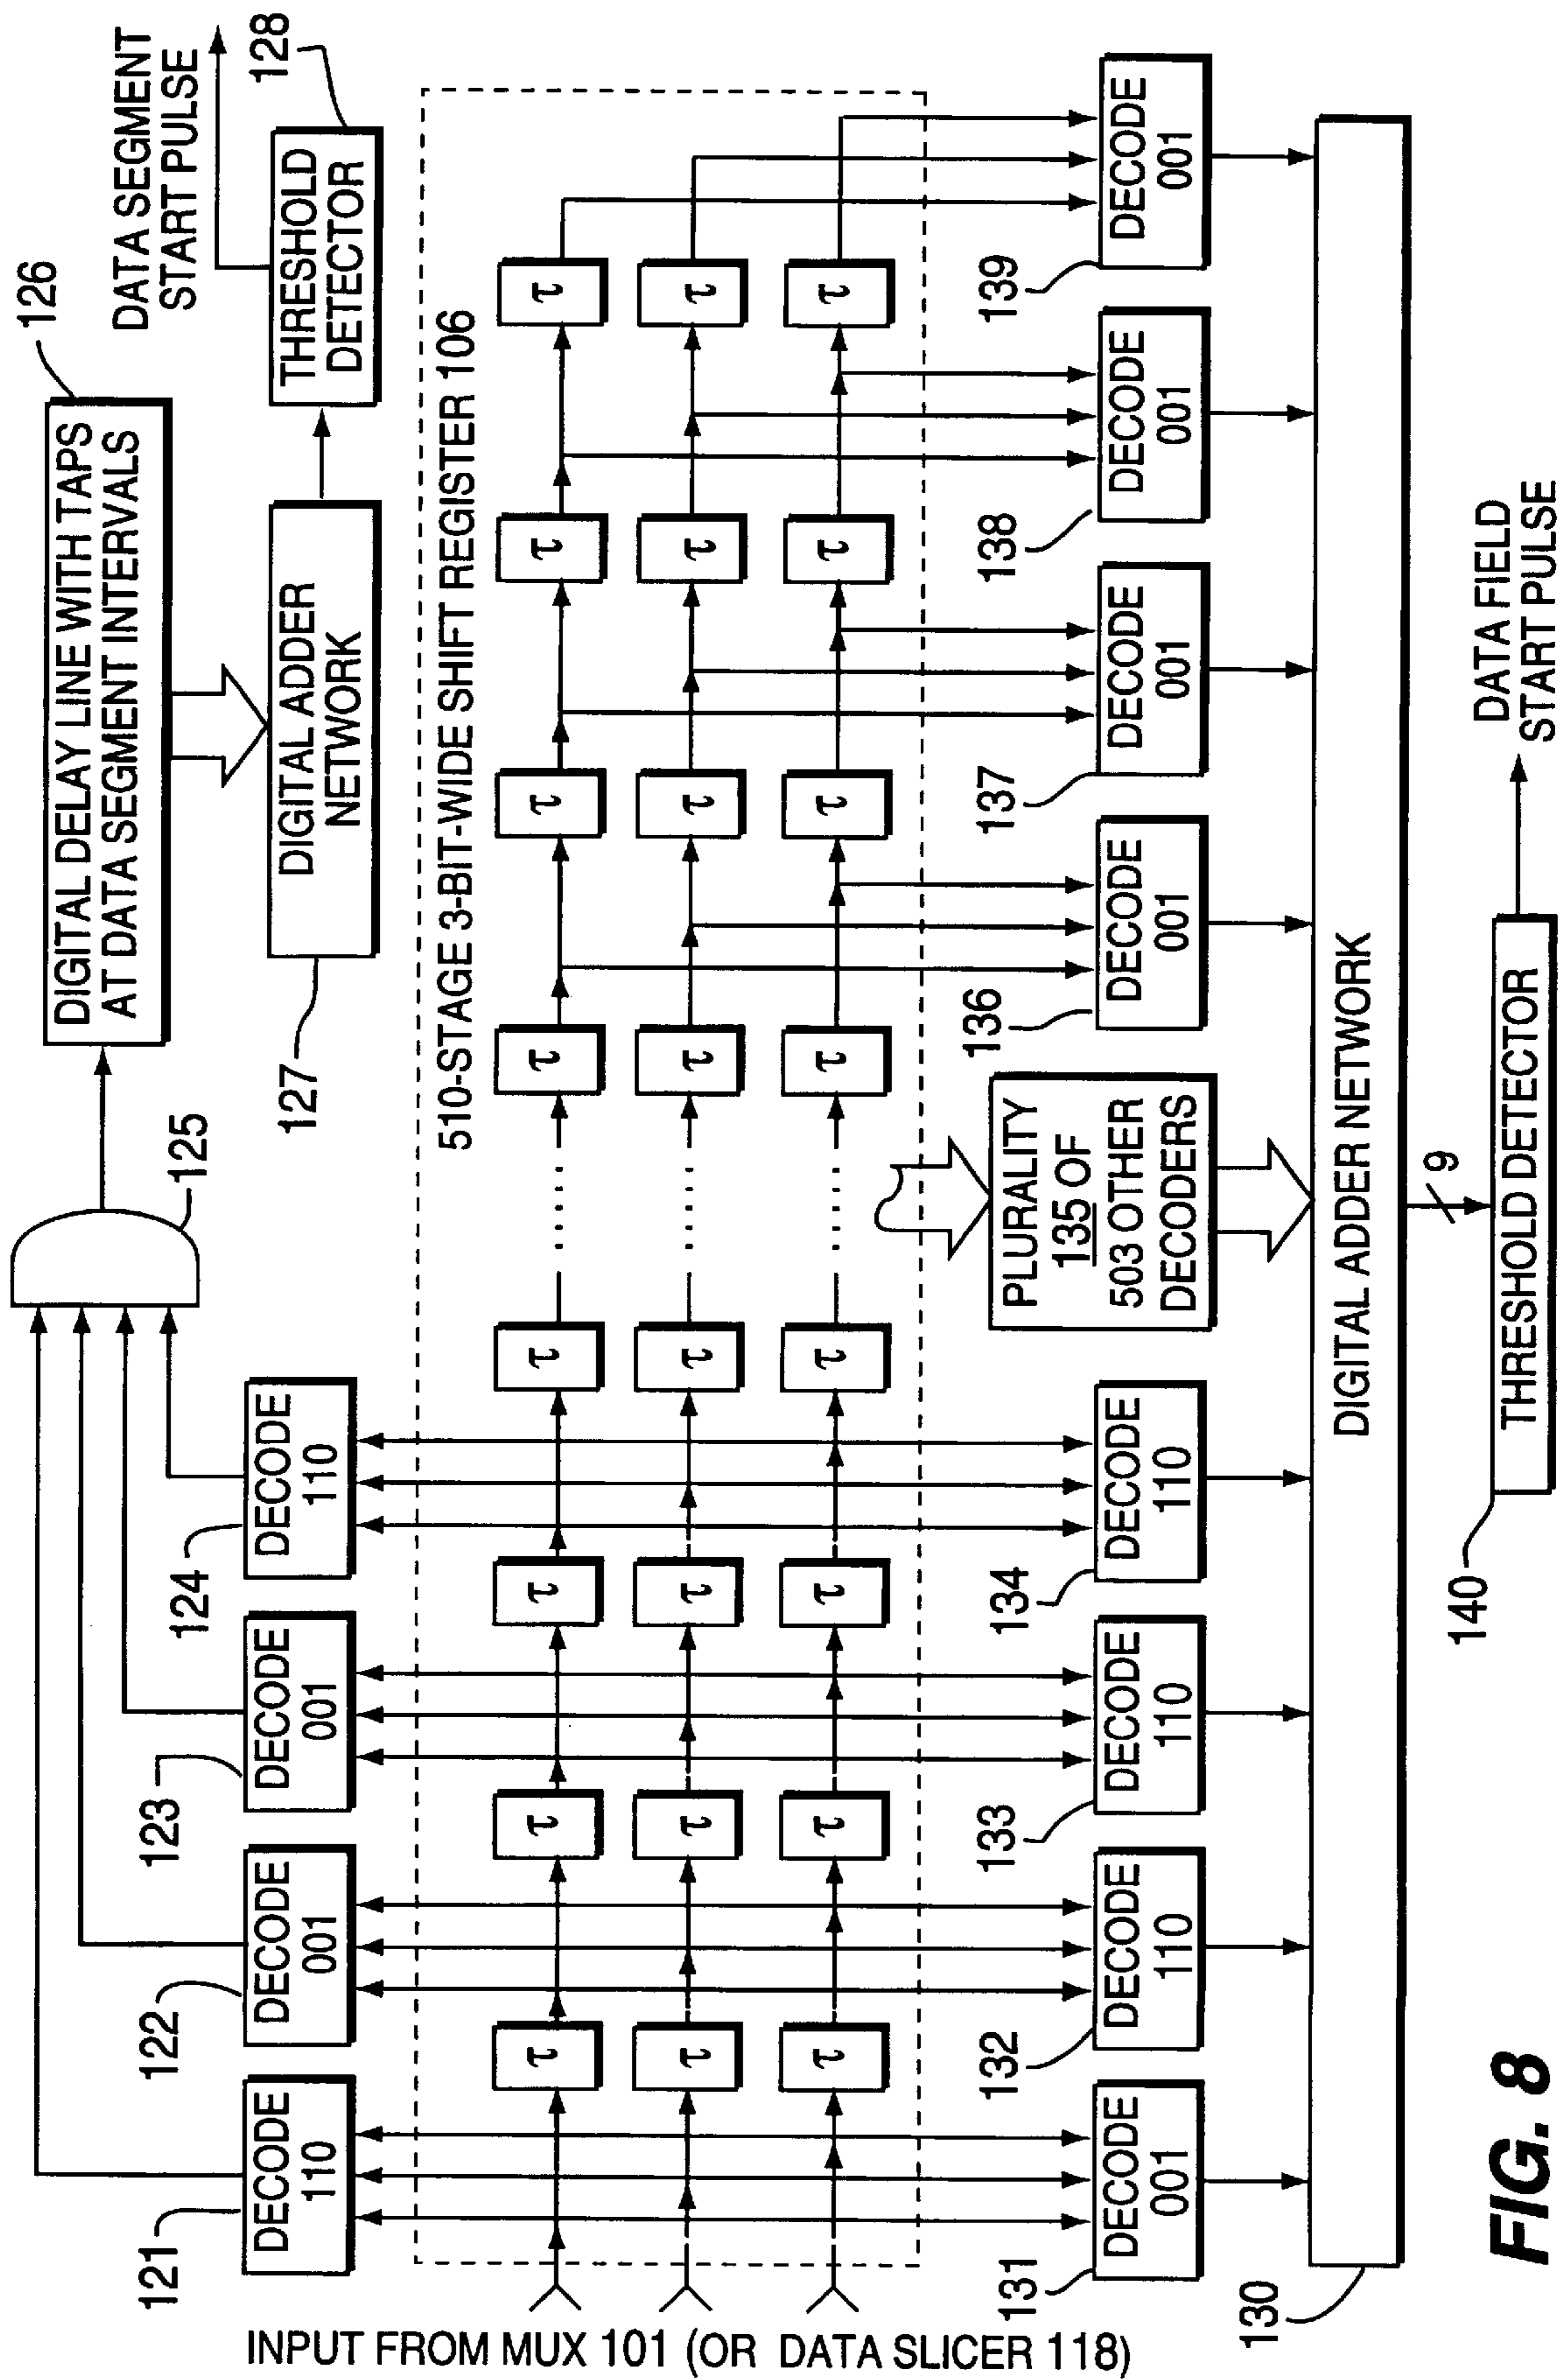 126
DIGITAL DELAY LINE WITH TAPS
AT DATA SEGMENT INTERVALS
DATA SEGMENT
START PULSE
125
127
DIGITAL ADDER
NETWORK
THRESHOLD
DETECTOR
128
121
DECODE
110
122
DECODE
001
123
DECODE
001
124
DECODE
110
510-STAGE 3-BIT-WIDE SHIFT REGISTER 106
τ τ τ τ τ τ τ τ
τ τ τ τ τ τ τ τ
τ τ τ τ τ τ τ τ
INPUT FROM MUX 101 (OR DATA SLICER 118)
131
DECODE
001
132
DECODE
110
133
DECODE
110
134
DECODE
110
PLURALITY
135 OF
503 OTHER
DECODERS
136
DECODE
001
137
DECODE
001
138
DECODE
001
139
DECODE
001
130
DIGITAL ADDER NETWORK
9
140
THRESHOLD DETECTOR
DATA FIELD
START PULSE
FIG. 8